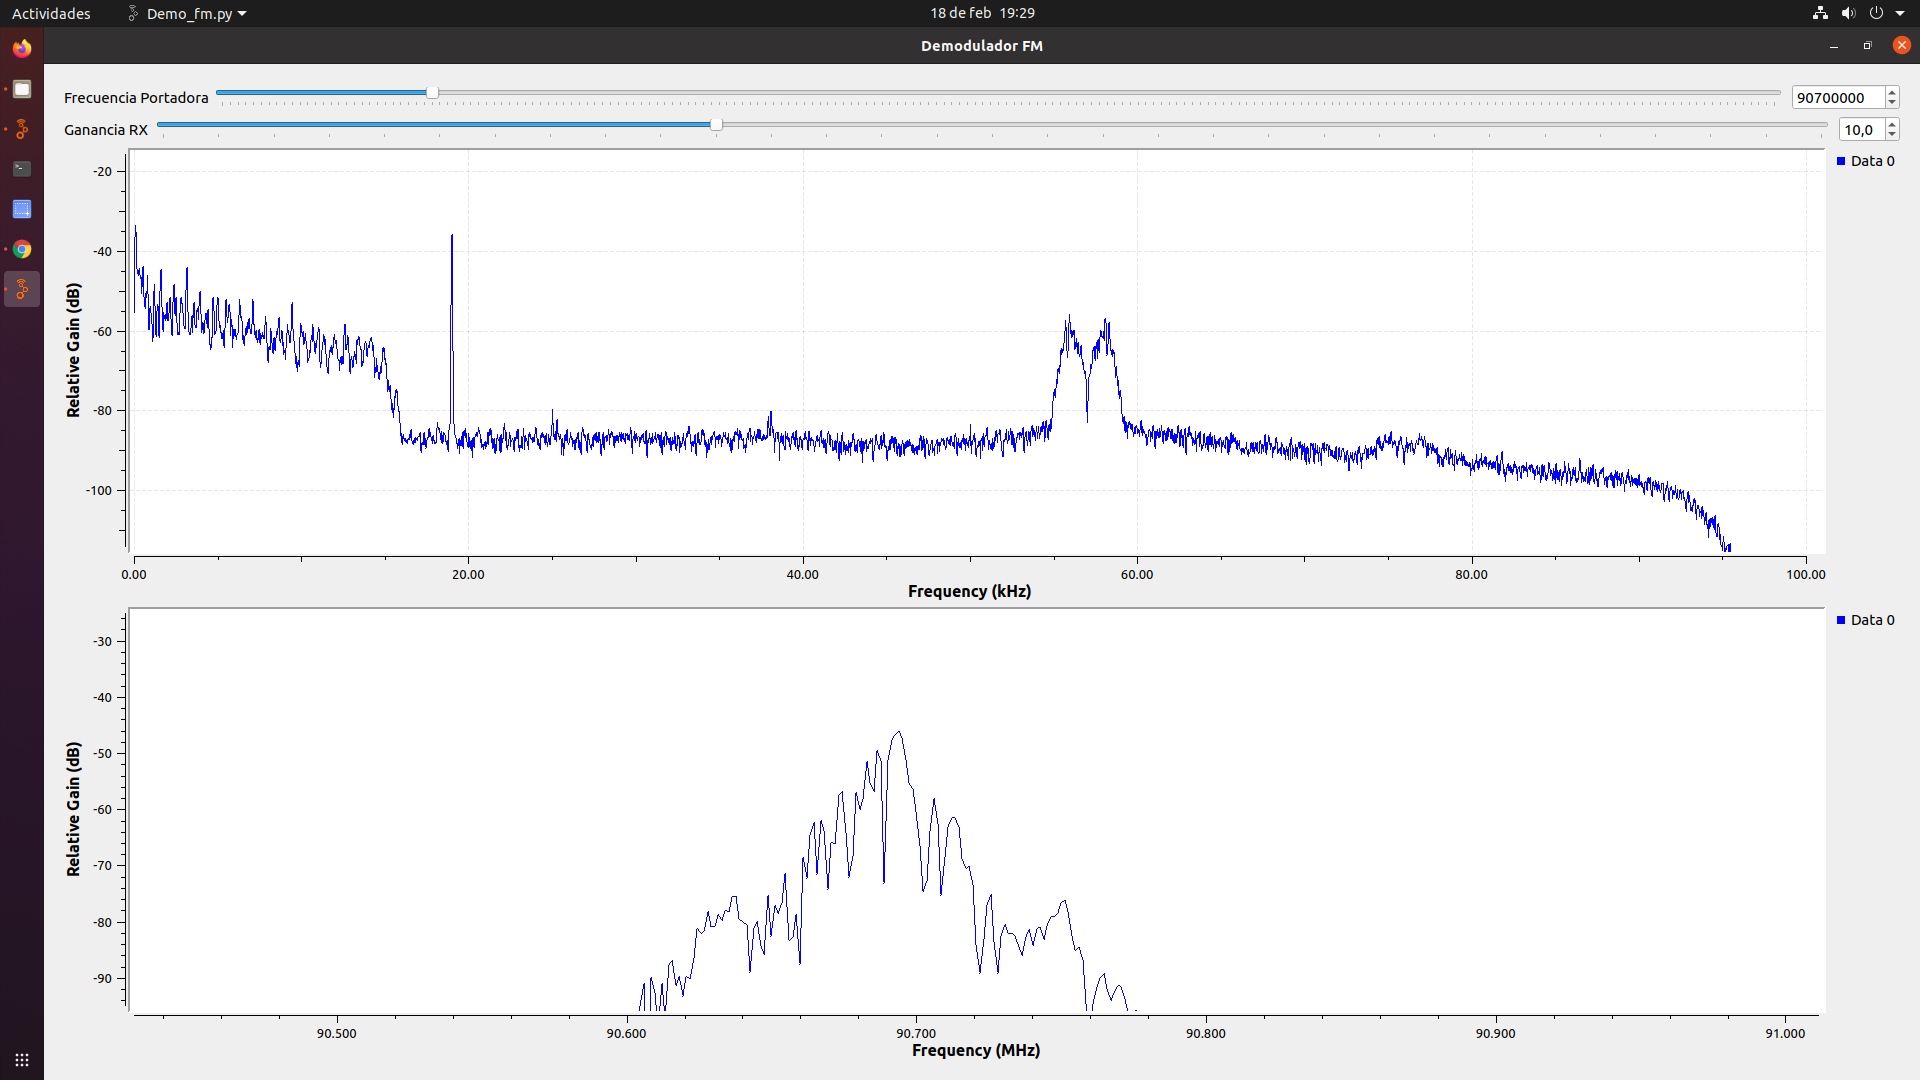 Actividades
Demo_fm.py
18 de feb 19:29
Demodulador FM
Frecuencia Portadora
90700000
Ganancia RX
10,0
Data 0
-20
-40
-60
-80
-100
Relative Gain (dB)
0.00 20.00 40.00 60.00 80.00 100.00
Frequency (kHz)
Data 0
-30
-40
-50
-60
-70
-80
-90
Relative Gain (dB)
90.500 90.600 90.700 90.800 90.900 91.000
Frequency (MHz)